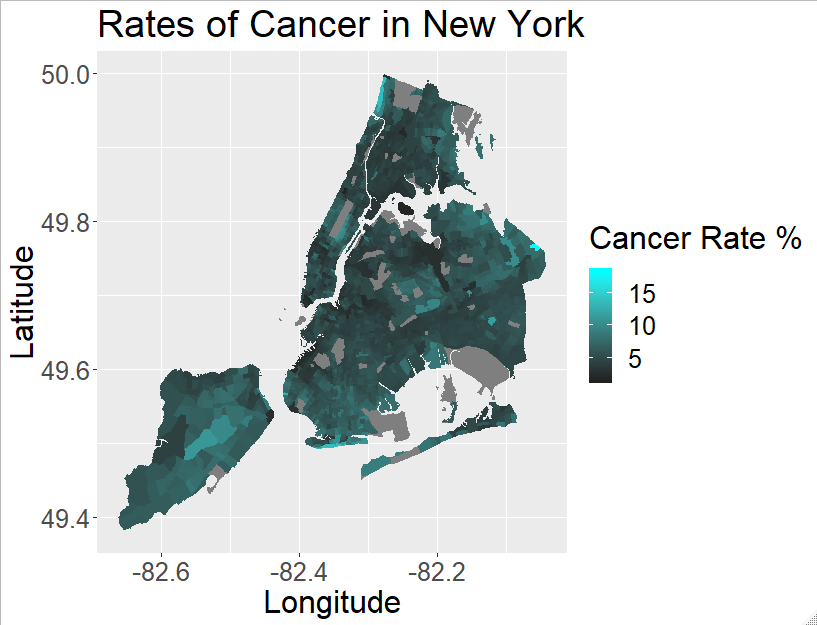 Rates of Cancer in New York
50.0
49.8
49.6
49.4
Latitude
-82.6 -82.4 -82.2
Longitude
Cancer Rate %
15
10
5